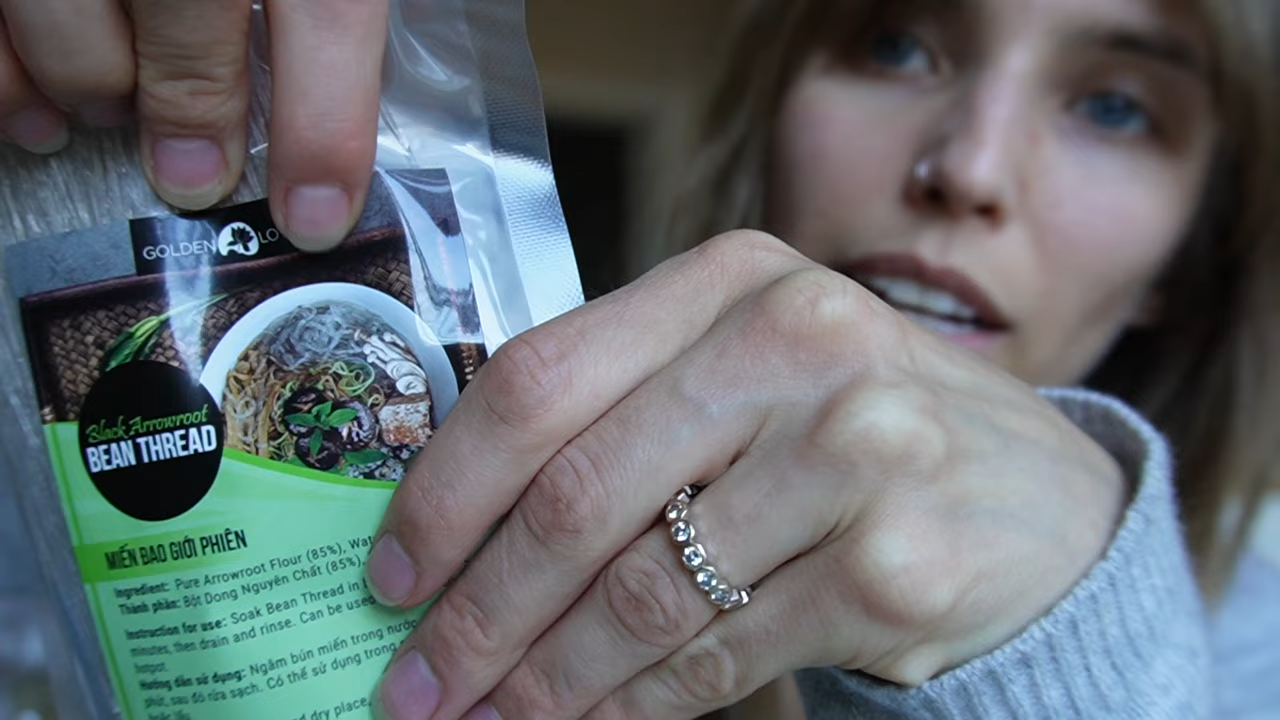 GOLDEN LO
Black Arrowroot
BEAN THREAD
MIẾN BAO GIỚI PHIÊN
Ingredient: Pure Arrowroot Flour (85%), Wat
Thành phần: Bột Dong Nguyên Chất (85%),
Instruction for use: Soak Bean Thread in
minutes, then drain and rinse. Can be used
hotpot.
Hướng dẫn sử dụng: Ngâm bún miến trong nước
phút, sau đó rửa sạch. Có thể sử dụng trong
hoặc lẩu.
dry place,